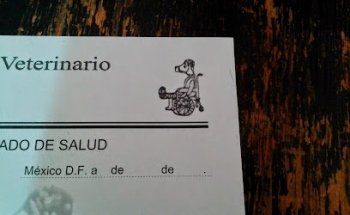 Veterinario
ADO DE SALUD
México D.F. a de de .